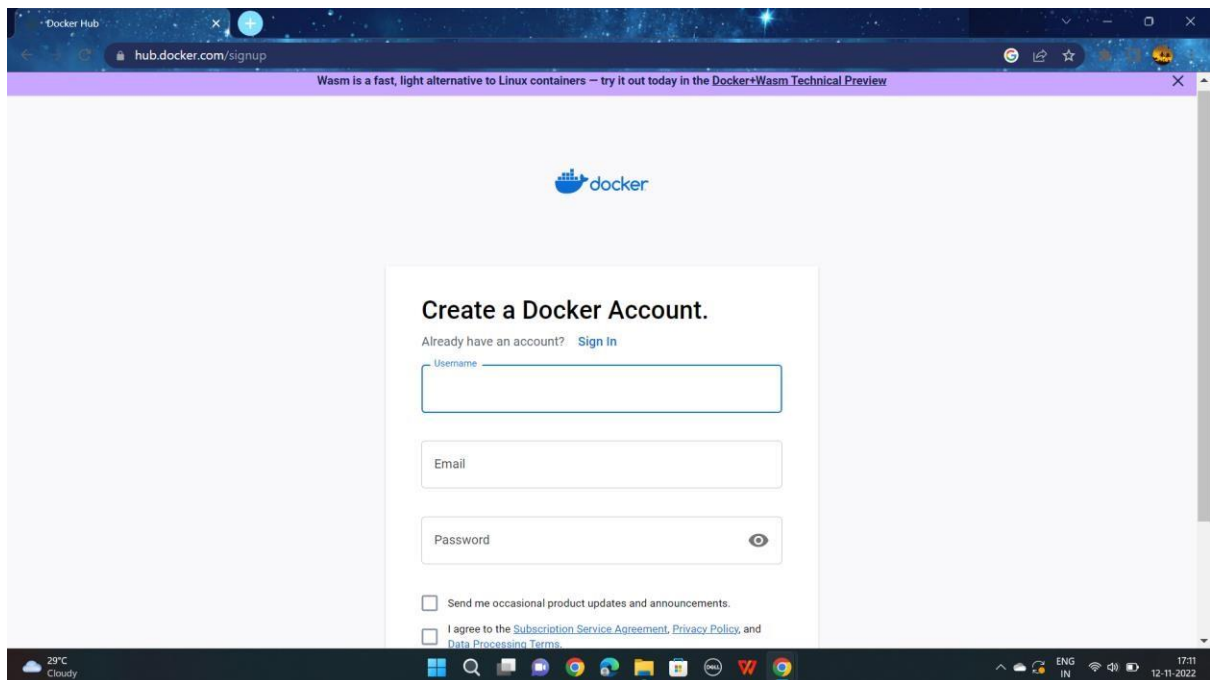 Docker Hub
hub.docker.com/signup
Wasm is a fast, light alternative to Linux containers — try it out today in the Docker+Wasm Technical Preview
docker
Create a Docker Account.
Already have an account? Sign In
Username
Email
Password
Send me occasional product updates and announcements.
I agree to the Subscription Service Agreement, Privacy Policy, and
Data Processing Terms.
29°C
Cloudy
DELL
ENG
IN
17:11
12-11-2022